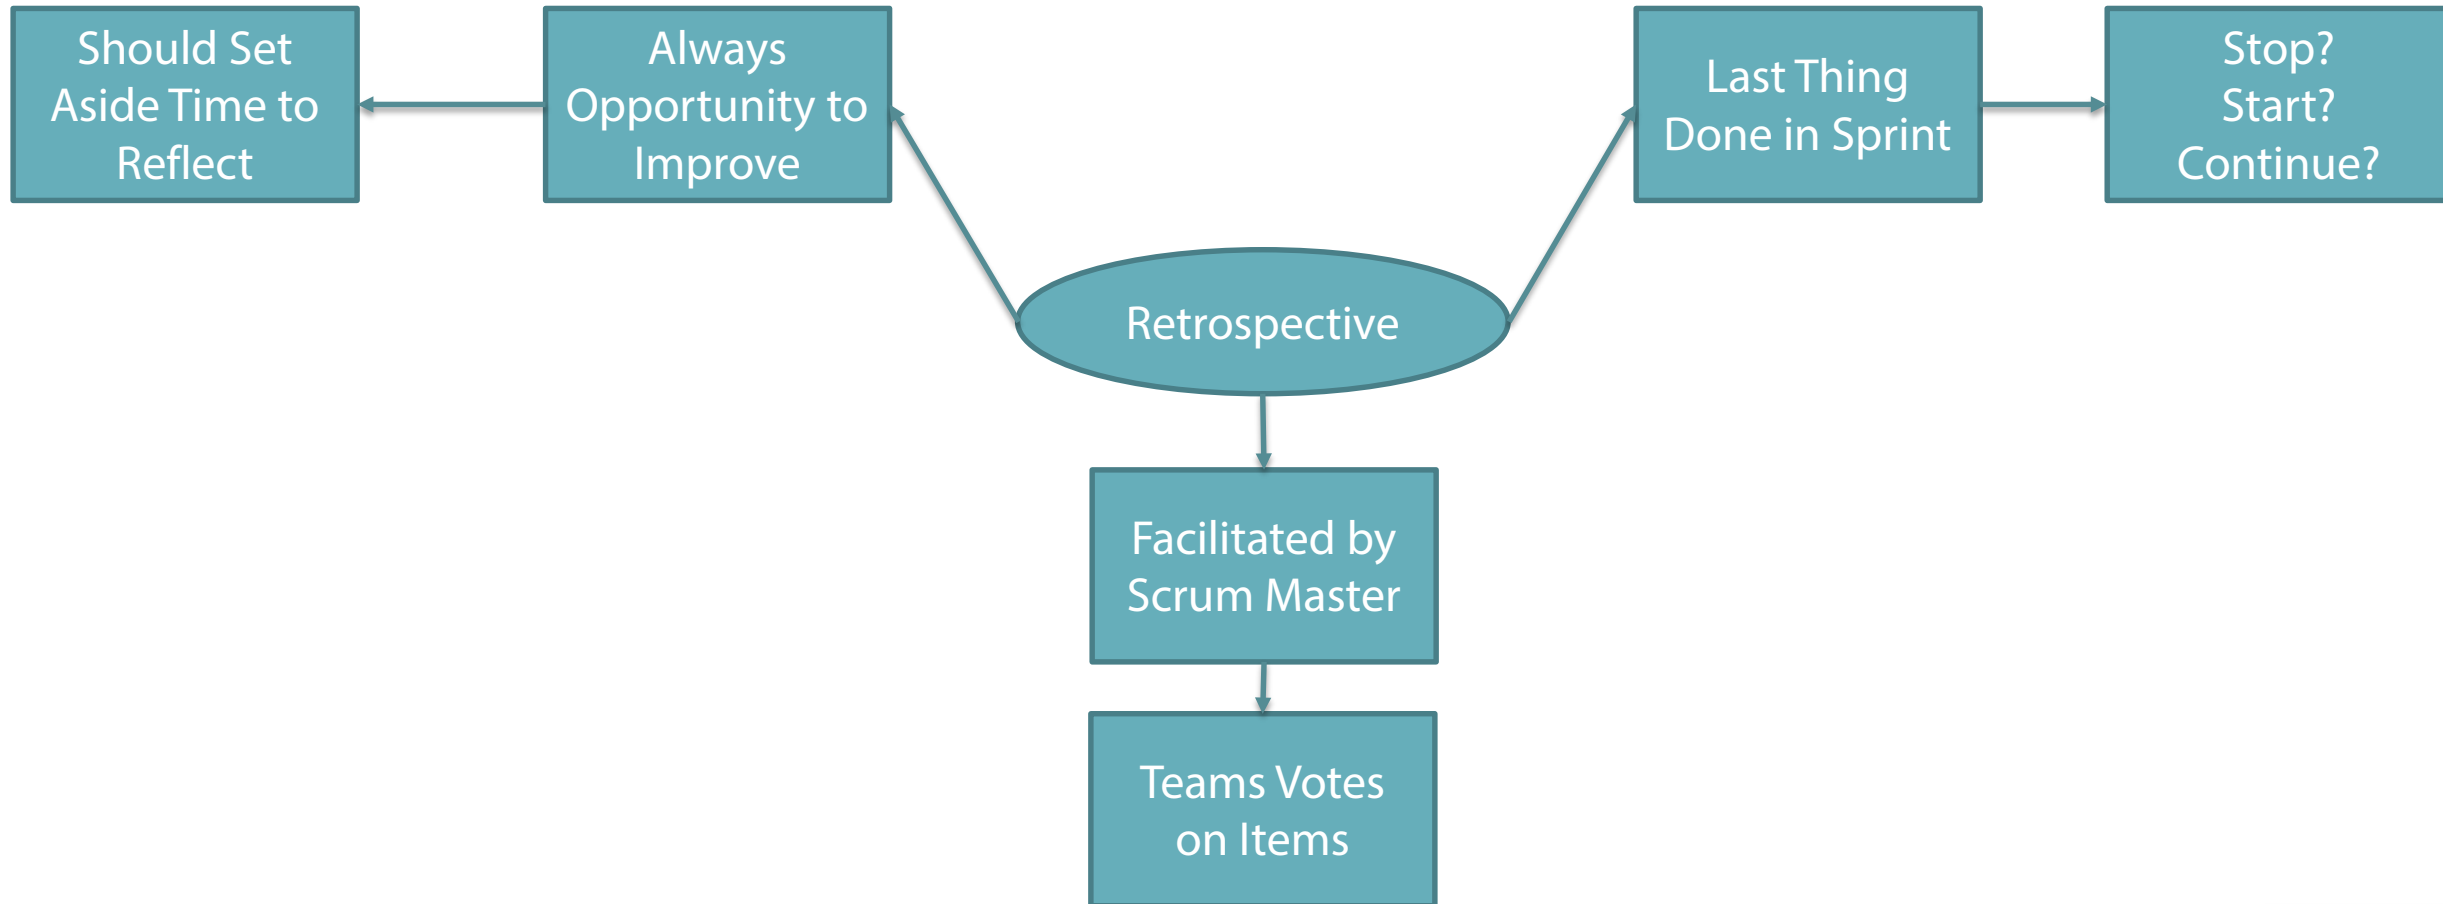 Should Set
Aside Time to
Reflect
Always
Opportunity to
Improve
Last Thing
Done in Sprint
Stop?
Start?
Continue?
Retrospective
Facilitated by
Scrum Master
Teams Votes
on Items